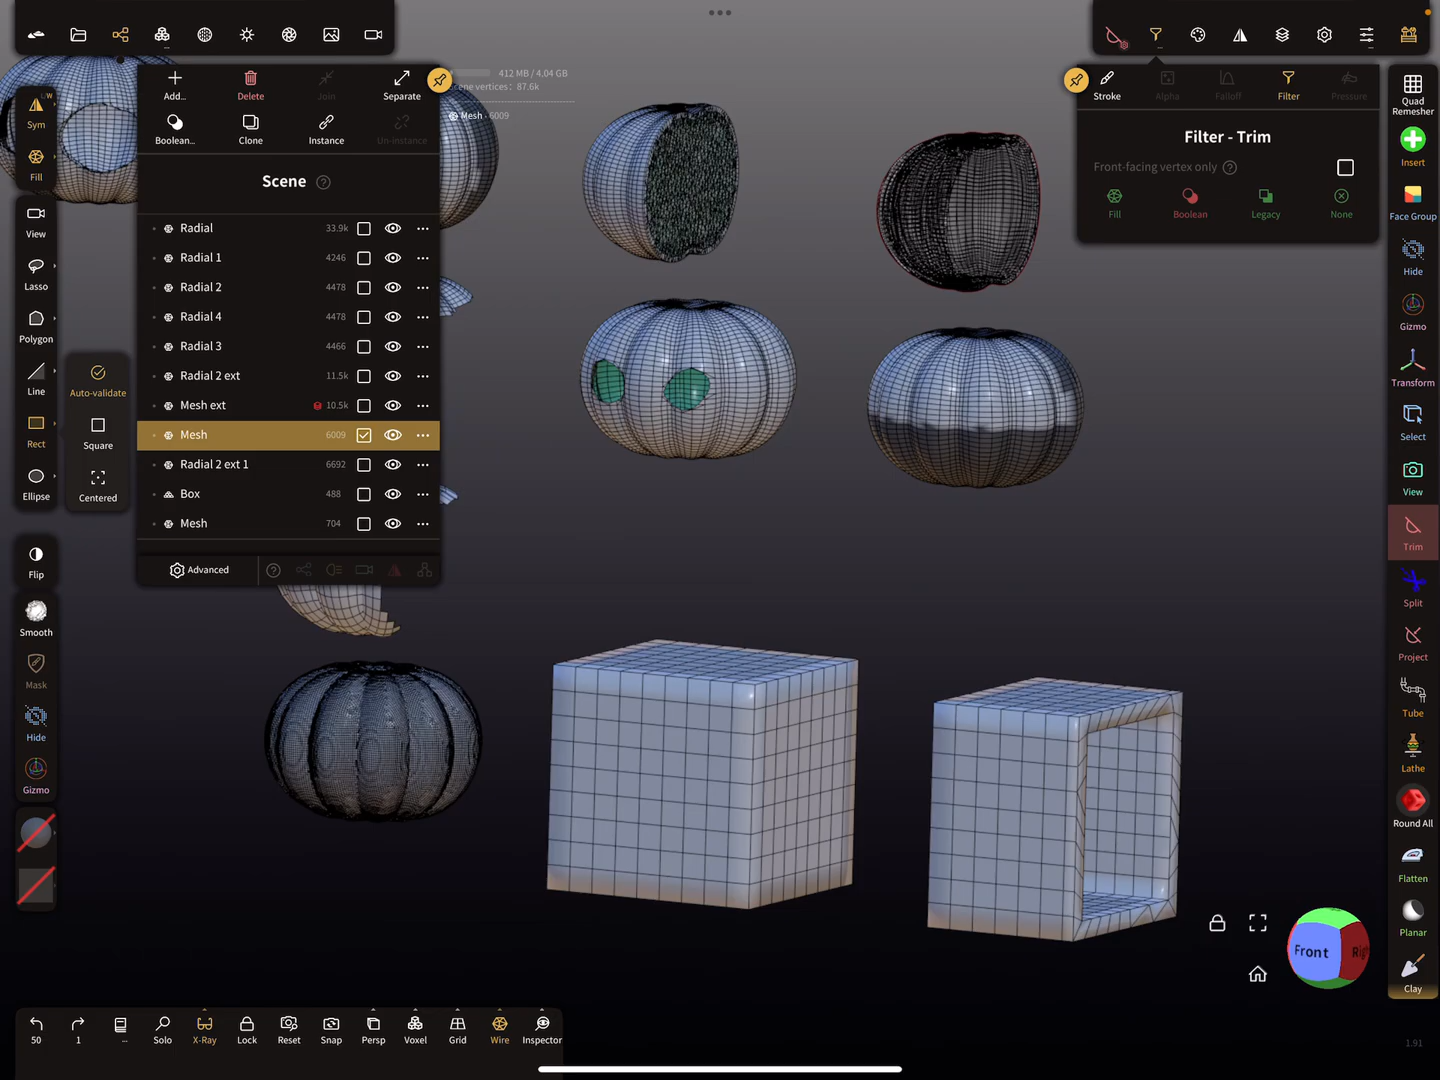 412 MB / 4,04 GB
scene vertices: 87.6k
Mesh - 6009
Add...
Delete
Join
Separate
Boolean...
Clone
Instance
Un-instance
Scene
Radial 33.9k
Radial 1 4246
Radial 2 4478
Radial 4 4478
Radial 3 4466
Radial 2 ext 11.5k
Mesh ext 10.5k
Mesh 6009
Radial 2 ext 1 6692
Box 488
Mesh 704
Advanced
Sym
Fill
View
Lasso
Polygon
Line
Rect
Ellipse
Auto-validate
Square
Centered
Flip
Smooth
Mask
Hide
Gizmo
Stroke
Alpha
Falloff
Filter
Pressure
Filter - Trim
Front-facing vertex only
Fill
Boolean
Legacy
None
Quad
Remesher
Insert
Face Group
Hide
Gizmo
Transform
Select
View
Trim
Split
Project
Tube
Lathe
Round All
Flatten
Planar
Clay
Front
50
1
...
Solo
X-Ray
Lock
Reset
Snap
Persp
Voxel
Grid
Wire
Inspector
1.91